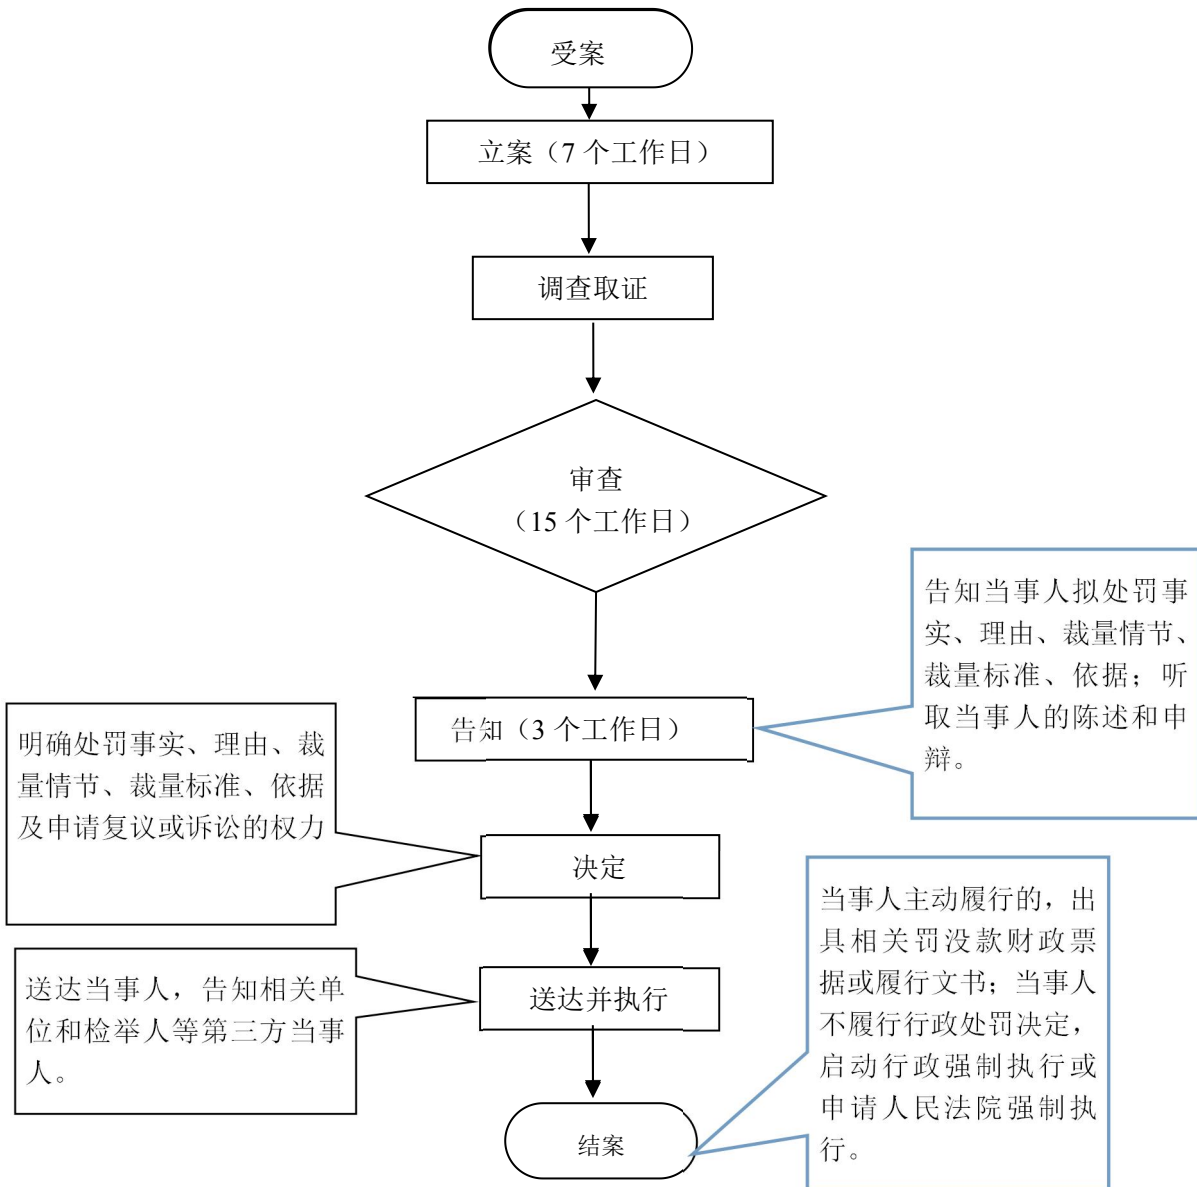 受案
立案（7 个工作日）
调查取证
审查
（15 个工作日）
告知当事人拟处罚事
实、理由、裁量情节、
裁量标准、依据；听
取当事人的陈述和申
辩。
告知（3 个工作日）
明确处罚事实、理由、裁
量情节、裁量标准、依据
及申请复议或诉讼的权力
决定
当事人主动履行的，出
具相关罚没款财政票
据或履行文书；当事人
不履行行政处罚决定，
启动行政强制执行或
申请人民法院强制执
行。
送达当事人，告知相关单
位和检举人等第三方当事
人。
送达并执行
结案